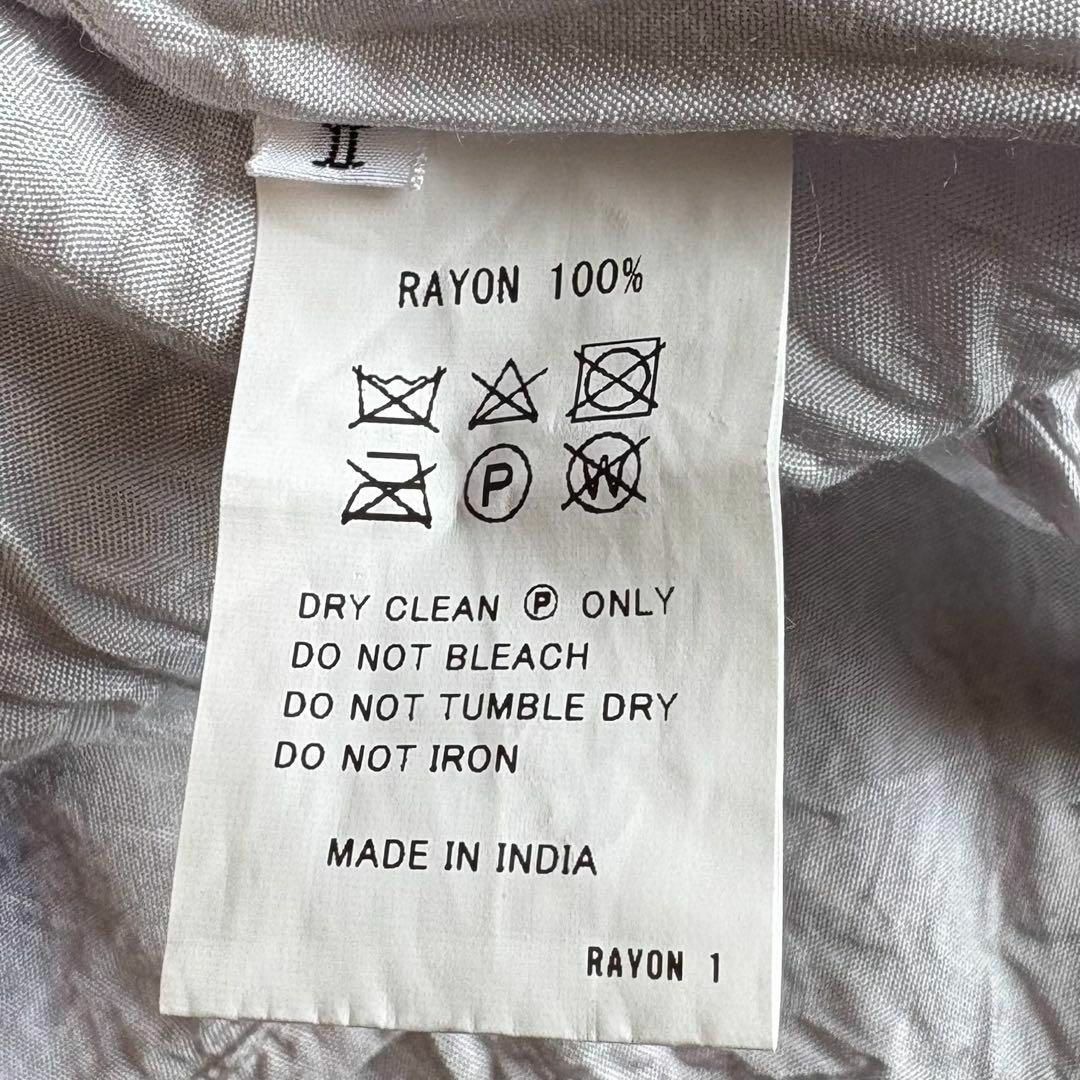 II
RAYON 100%
P W
DRY CLEAN Ⓟ ONLY
DO NOT BLEACH
DO NOT TUMBLE DRY
DO NOT IRON
MADE IN INDIA
RAYON 1